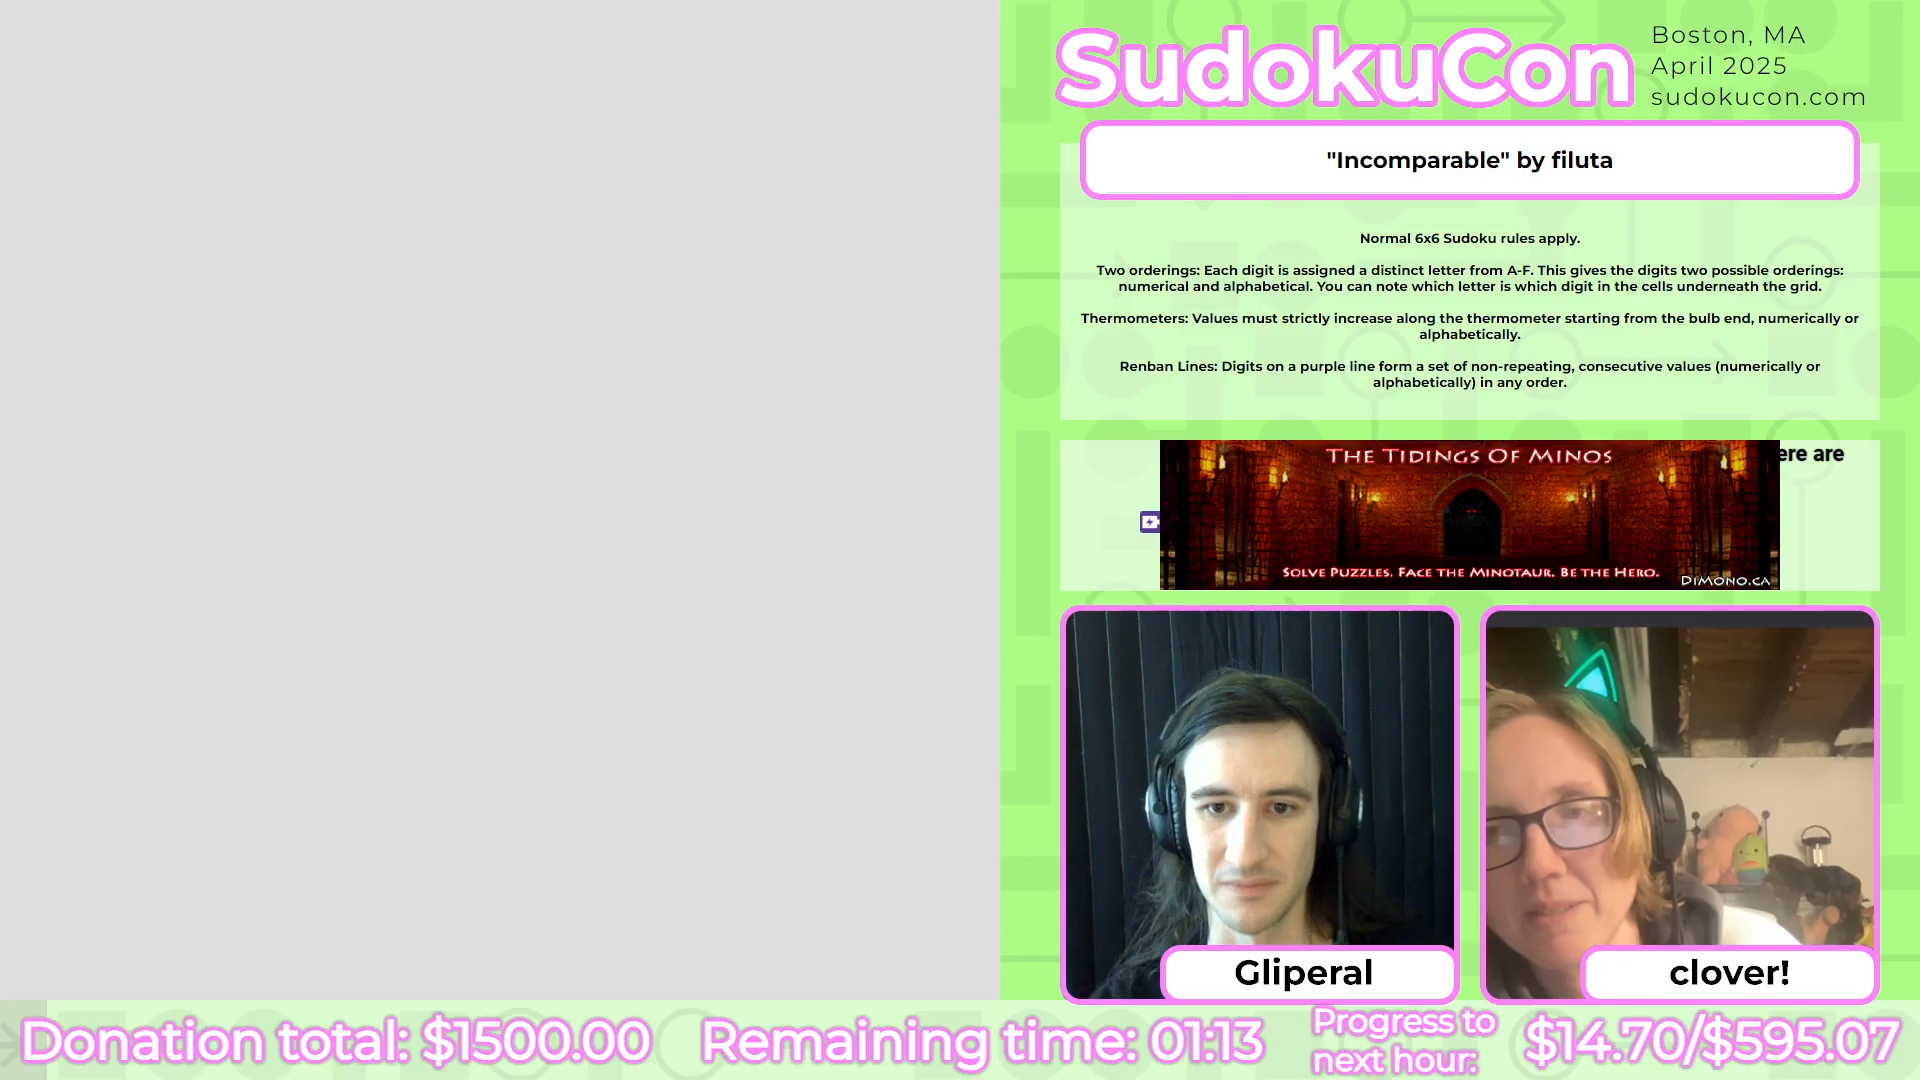 SudokuCon
Boston, MA
April 2025
sudokucon.com
"Incomparable" by filuta
Normal 6x6 Sudoku rules apply.
Two orderings: Each digit is assigned a distinct letter from A-F. This gives the digits two possible orderings:
numerical and alphabetical. You can note which letter is which digit in the cells underneath the grid.
Thermometers: Values must strictly increase along the thermometer starting from the bulb end, numerically or
alphabetically.
Renban Lines: Digits on a purple line form a set of non-repeating, consecutive values (numerically or
alphabetically) in any order.
THE TIDINGS OF MINOS
ere are
SOLVE PUZZLES. FACE THE MINOTAUR. BE THE HERO.
DIMONO.CA
Gliperal
clover!
Donation total: $1500.00
Remaining time: 01:13
Progress to
next hour:
$14.70/$595.07